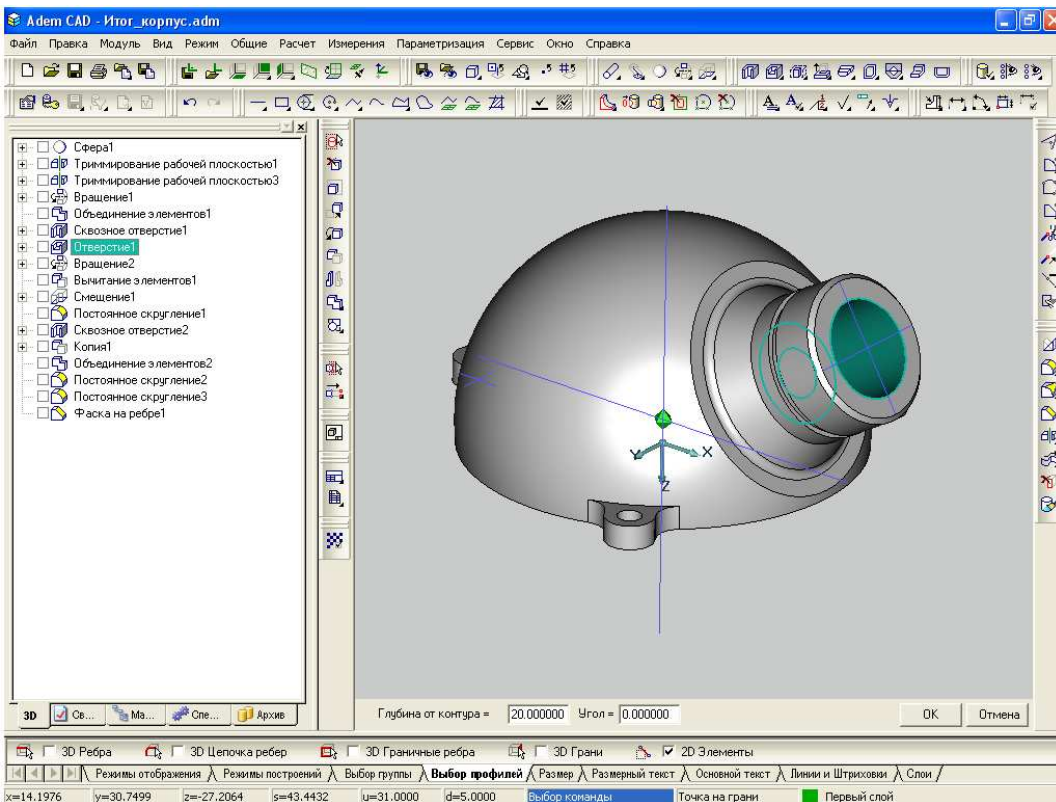 Adem CAD - Итог_корпус.adm
Файл Правка Модуль Вид Режим Общие Расчет Измерения Параметризация Сервис Окно Справка
Сфера1
Триммирование рабочей плоскостью1
Триммирование рабочей плоскостью3
Вращение1
Объединение элементов1
Сквозное отверстие1
Отверстие1
Вращение2
Вычитание элементов1
Смещение1
Постоянное скругление1
Сквозное отверстие2
Копия1
Объединение элементов2
Постоянное скругление2
Постоянное скругление3
Фаска на ребре1
X
Y
Z
3D Св... Ма... Спе... Архив
Глубина от контура = 20.000000 Угол = 0.000000 OK Отмена
3D Ребра 3D Цепочка ребер 3D Граничные ребра 3D Грани 2D Элементы
Режимы отображения Режимы построений Выбор группы Выбор профилей Размер Размерный текст Основной текст Линии и Штриховки Слои
x=14.1976 y=30.7499 z=-27.2064 s=43.4432 u=31.0000 d=5.0000 Выбор команды Точка на грани Первый слой